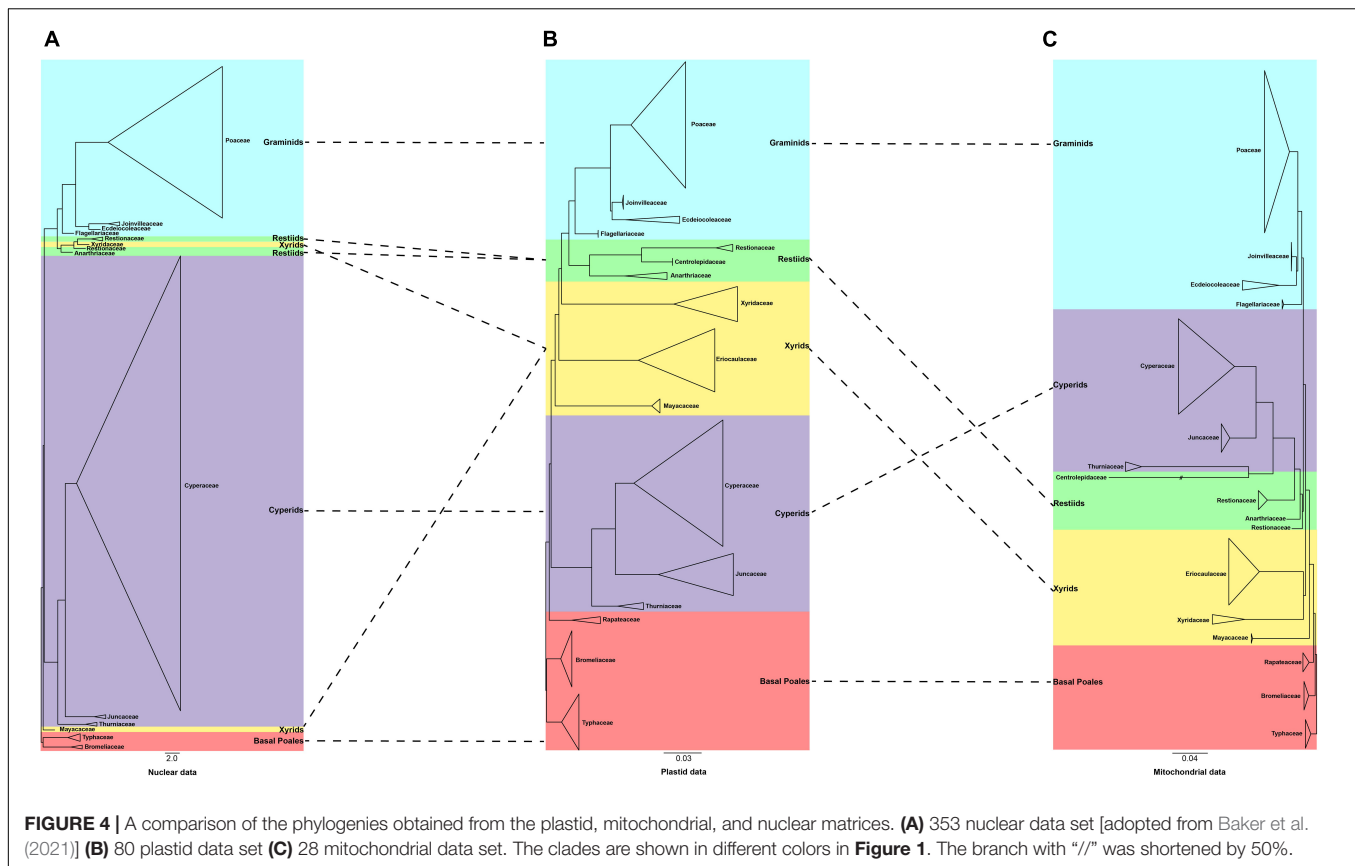 A
B
C
Poaceae
Graminids
Joinvilleaceae
Ecdeiocoleaceae
Flagellariaceae
Restionaceae
Restiids
Xyridaceae
Xyrids
Restionaceae
Restiids
Anarthriaceae
Cyperaceae
Cyperids
Juncaceae
Thurniaceae
Mayacaceae
Xyrids
Typhaceae
Basal Poales
Bromeliaceae
2.0
Nuclear data
Poaceae
Graminids
Joinvilleaceae
Ecdeiocoleaceae
Flagellariaceae
Restionaceae
Centrolepidaceae
Restiids
Anarthriaceae
Xyridaceae
Xyrids
Eriocaulaceae
Mayacaceae
Cyperaceae
Cyperids
Juncaceae
Thurniaceae
Rapateaceae
Bromeliaceae
Basal Poales
Typhaceae
0.03
Plastid data
Graminids
Poaceae
Joinvilleaceae
Ecdeiocoleaceae
Flagellariaceae
Cyperaceae
Cyperids
Juncaceae
Thurniaceae
Centrolepidaceae
//
Restiids
Restionaceae
Anarthriaceae
Restionaceae
Eriocaulaceae
Xyrids
Xyridaceae
Mayacaceae
Rapateaceae
Basal Poales
Bromeliaceae
Typhaceae
0.04
Mitochondrial data
FIGURE 4 | A comparison of the phylogenies obtained from the plastid, mitochondrial, and nuclear matrices. (A) 353 nuclear data set [adopted from Baker et al.
(2021)] (B) 80 plastid data set (C) 28 mitochondrial data set. The clades are shown in different colors in Figure 1. The branch with "//" was shortened by 50%.